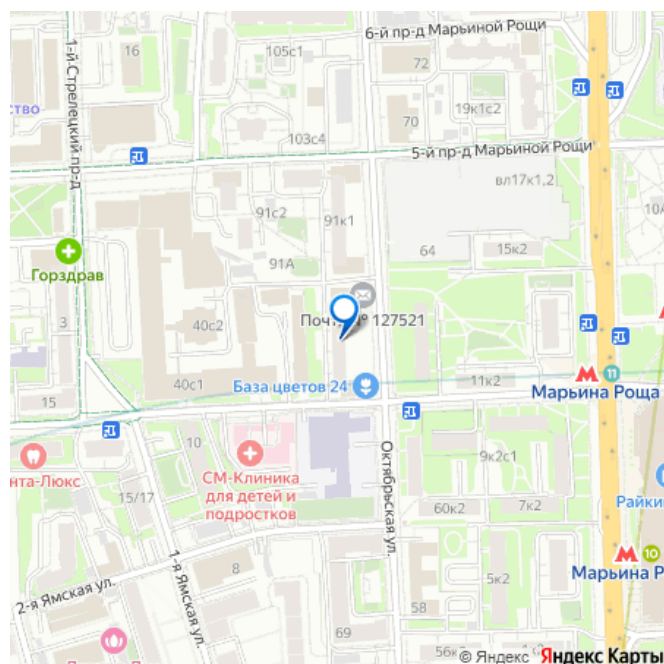 6-й пр-д Марьиной Рощи
1-й Стрелецкий пр-д
16
105с1
72
ство
19к1с2
70
103с4
5-й пр-д Марьиной Рощи
вл17к1,2
91с2
91к1
10А
64
15к2
Горздрав
91А
3
40с2
№ 127521
40с1
База цветов 24
11к2
11
Марьина Роща
15
10
9к2с1
нта-Люкс
СМ-Клиника
для детей и
подростков
Октябрьская ул.
15/17
60к2
7к2
Райки
10
Марьина Р
1-я Ямская ул.
8
2-я Ямская ул.
5к2
58
69
56к2
© Яндекс Яндекс Карты